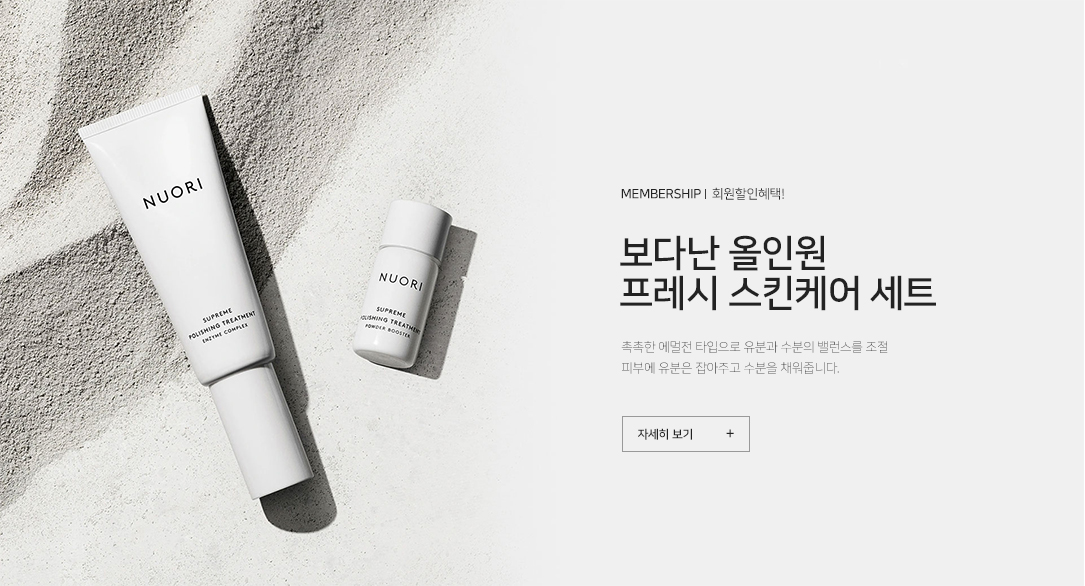 NUORI
SUPREME
POLISHING TREATMENT
ENZYME COMPLEX
NUORI
SUPREME
POLISHING TREATMENT
POWDER BOOSTER
MEMBERSHIP | 회원할인혜택!
보다난 올인원
프레시 스킨케어 세트
촉촉한 에멀전 타입으로 유분과 수분의 밸런스를 조절
피부에 유분은 잡아주고 수분을 채워줍니다.
자세히 보기 +